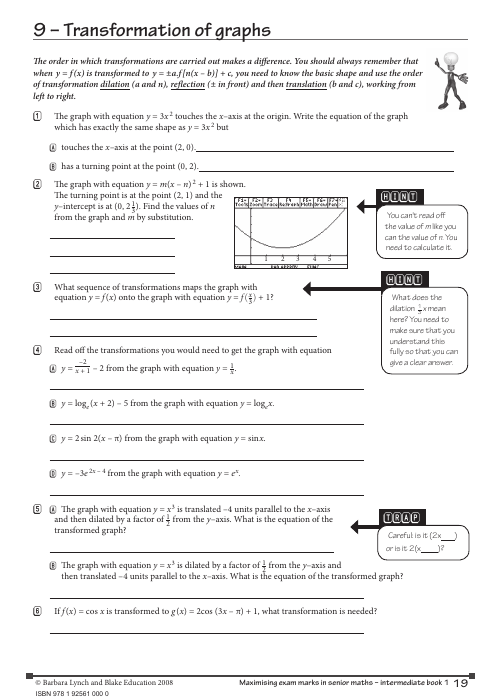 9 – Transformation of graphs
The order in which transformations are carried out makes a difference. You should always remember that
when y = f(x) is transformed to y = ±a.f[n(x – b)] + c, you need to know the basic shape and use the order
of transformation dilation (a and n), reflection (± in front) and then translation (b and c), working from
left to right.
1 The graph with equation y = 3x² touches the x–axis at the origin. Write the equation of the graph
which has exactly the same shape as y = 3x² but
A touches the x–axis at the point (2, 0).
B has a turning point at the point (0, 2).
2 The graph with equation y = m(x – n)² + 1 is shown.
The turning point is at the point (2, 1) and the
y–intercept is at (0, 2 1/5). Find the values of n
from the graph and m by substitution.
1 2 3 4 5
HINT
You can't read off
the value of m like you
can the value of n. You
need to calculate it.
3 What sequence of transformations maps the graph with
equation y = f(x) onto the graph with equation y = f(x/3) + 1?
HINT
What does the
dilation 1/3 x mean
here? You need to
make sure that you
understand this
fully so that you can
give a clear answer.
4 Read off the transformations you would need to get the graph with equation
A y = –2/(x + 1) – 2 from the graph with equation y = 1/x.
B y = logₑ(x + 2) – 5 from the graph with equation y = logₑx.
C y = 2 sin 2(x – π) from the graph with equation y = sinx.
D y = –3e^(2x – 4) from the graph with equation y = eˣ.
5 A The graph with equation y = x³ is translated –4 units parallel to the x–axis
and then dilated by a factor of 1/2 from the y–axis. What is the equation of the
transformed graph?
TRAP
Careful: is it (2x )
or is it 2(x )?
B The graph with equation y = x³ is dilated by a factor of 1/2 from the y–axis and
then translated –4 units parallel to the x–axis. What is the equation of the transformed graph?
6 If f(x) = cos x is transformed to g(x) = 2cos (3x – π) + 1, what transformation is needed?
© Barbara Lynch and Blake Education 2008
Maximising exam marks in senior maths – intermediate book 1 19
ISBN 978 1 92561 000 0